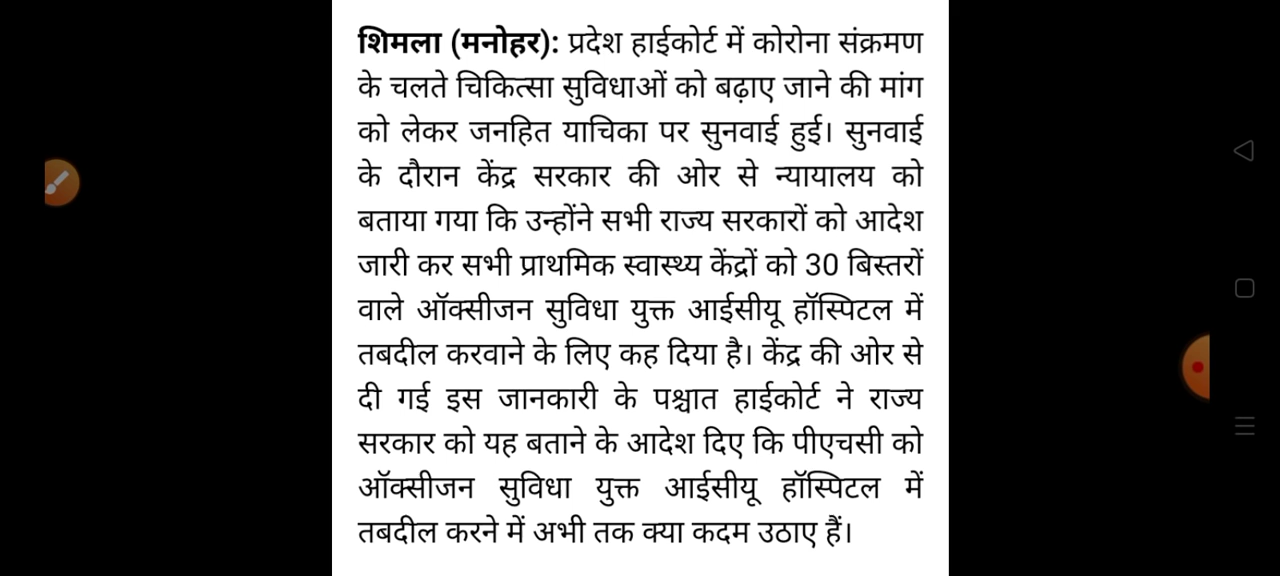 शिमला (मनोहर): प्रदेश हाईकोर्ट में कोरोना संक्रमण
के चलते चिकित्सा सुविधाओं को बढ़ाए जाने की मांग
को लेकर जनहित याचिका पर सुनवाई हुई। सुनवाई
के दौरान केंद्र सरकार की ओर से न्यायालय को
बताया गया कि उन्होंने सभी राज्य सरकारों को आदेश
जारी कर सभी प्राथमिक स्वास्थ्य केंद्रों को 30 बिस्तरों
वाले ऑक्सीजन सुविधा युक्त आईसीयू हॉस्पिटल में
तबदील करवाने के लिए कह दिया है। केंद्र की ओर से
दी गई इस जानकारी के पश्चात हाईकोर्ट ने राज्य
सरकार को यह बताने के आदेश दिए कि पीएचसी को
ऑक्सीजन सुविधा युक्त आईसीयू हॉस्पिटल में
तबदील करने में अभी तक क्या कदम उठाए हैं।